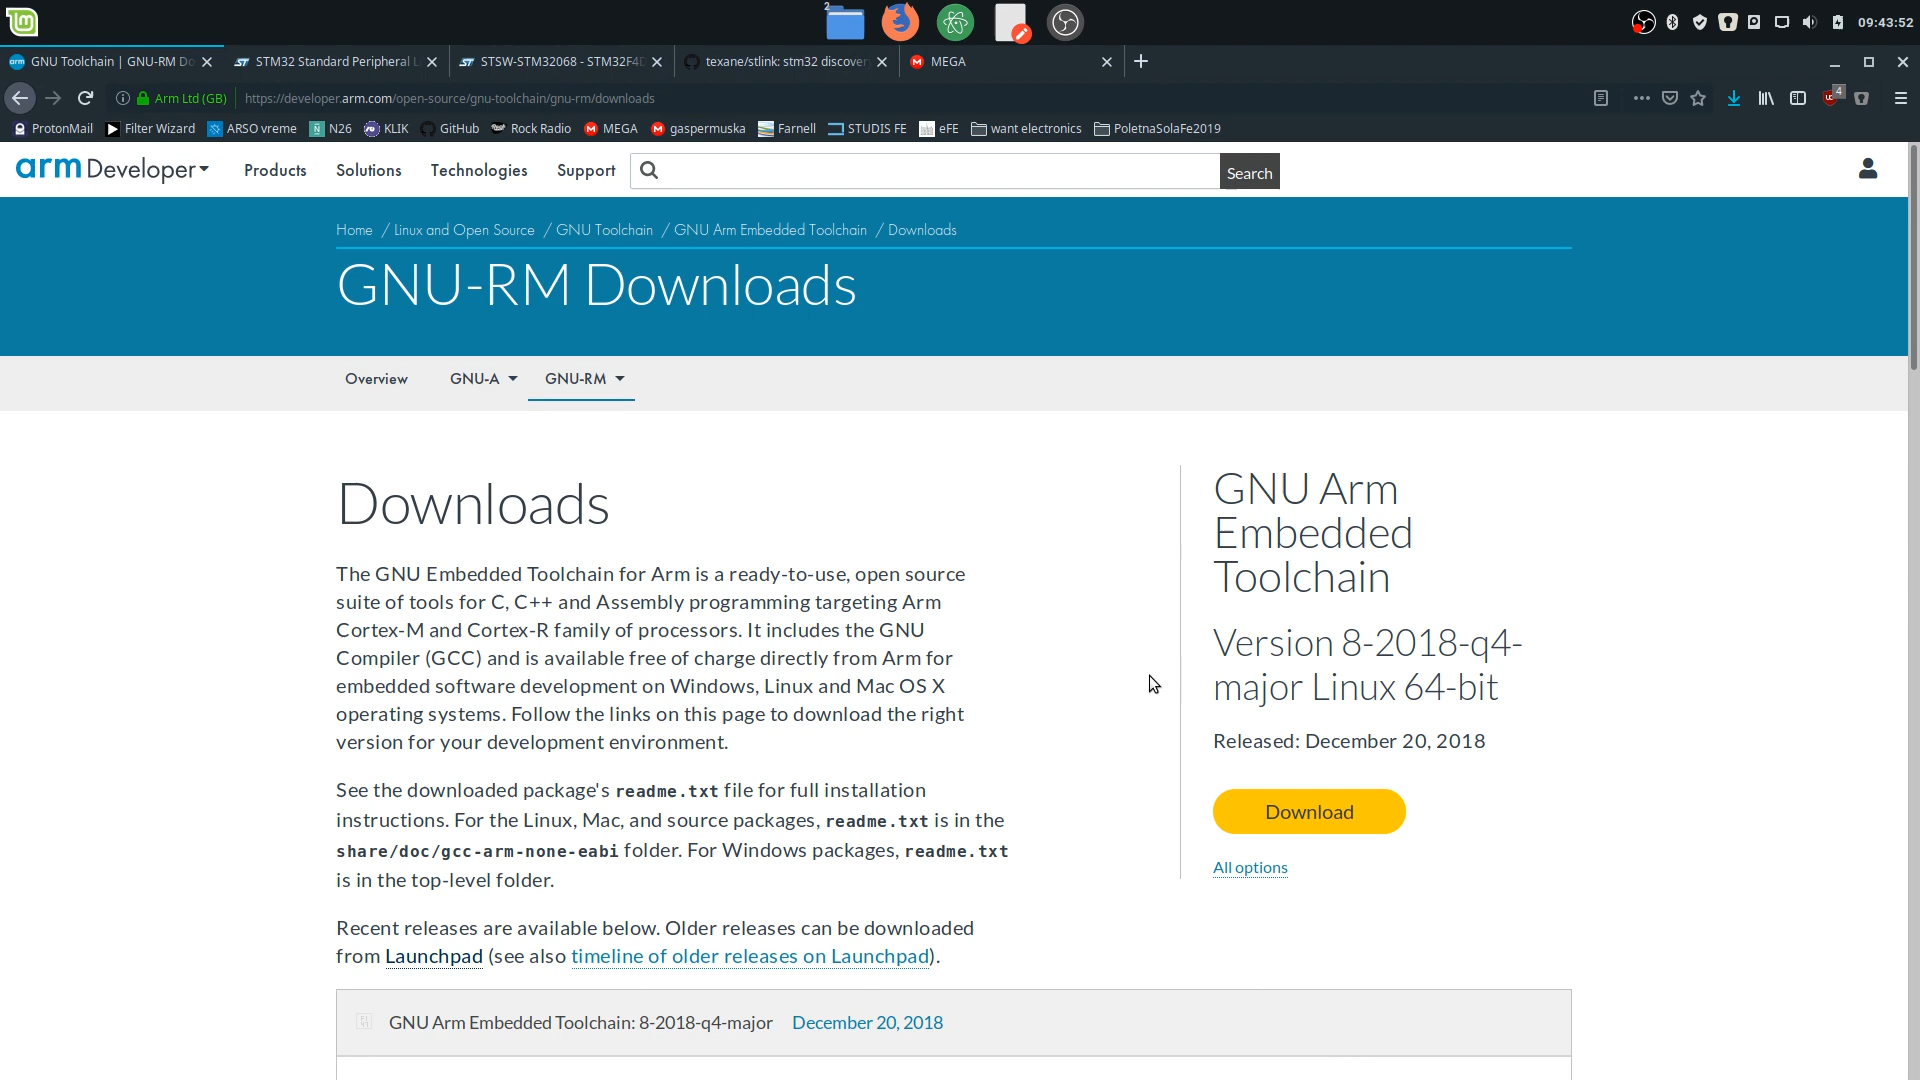 2
09:43:52
GNU Toolchain | GNU-RM Do
STM32 Standard Peripheral L
STSW-STM32068 - STM32F4D
texane/stlink: stm32 discover
MEGA
Arm Ltd (GB)
https://developer.arm.com/open-source/gnu-toolchain/gnu-rm/downloads
4
ProtonMail
Filter Wizard
ARSO vreme
N26
KLIK
GitHub
Rock Radio
MEGA
gaspermuska
Farnell
STUDIS FE
eFE
want electronics
PoletnaSolaFe2019
arm Developer
Products
Solutions
Technologies
Support
Search
Home / Linux and Open Source / GNU Toolchain / GNU Arm Embedded Toolchain / Downloads
GNU-RM Downloads
Overview
GNU-A
GNU-RM
Downloads
The GNU Embedded Toolchain for Arm is a ready-to-use, open source
suite of tools for C, C++ and Assembly programming targeting Arm
Cortex-M and Cortex-R family of processors. It includes the GNU
Compiler (GCC) and is available free of charge directly from Arm for
embedded software development on Windows, Linux and Mac OS X
operating systems. Follow the links on this page to download the right
version for your development environment.
See the downloaded package's readme.txt file for full installation
instructions. For the Linux, Mac, and source packages, readme.txt is in the
share/doc/gcc-arm-none-eabi folder. For Windows packages, readme.txt
is in the top-level folder.
Recent releases are available below. Older releases can be downloaded
from Launchpad (see also timeline of older releases on Launchpad).
GNU Arm
Embedded
Toolchain
Version 8-2018-q4-
major Linux 64-bit
Released: December 20, 2018
Download
All options
GNU Arm Embedded Toolchain: 8-2018-q4-major December 20, 2018